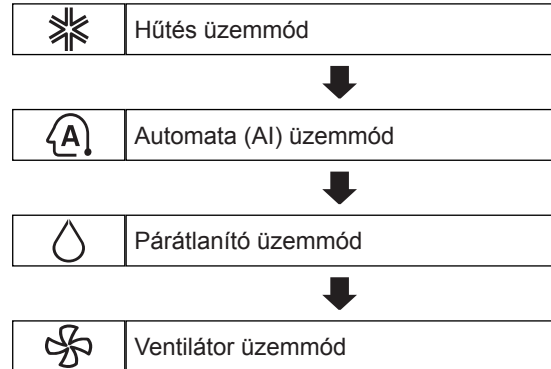 Hűtés üzemmód
A
Automata (AI) üzemmód
Párátlanító üzemmód
Ventilátor üzemmód